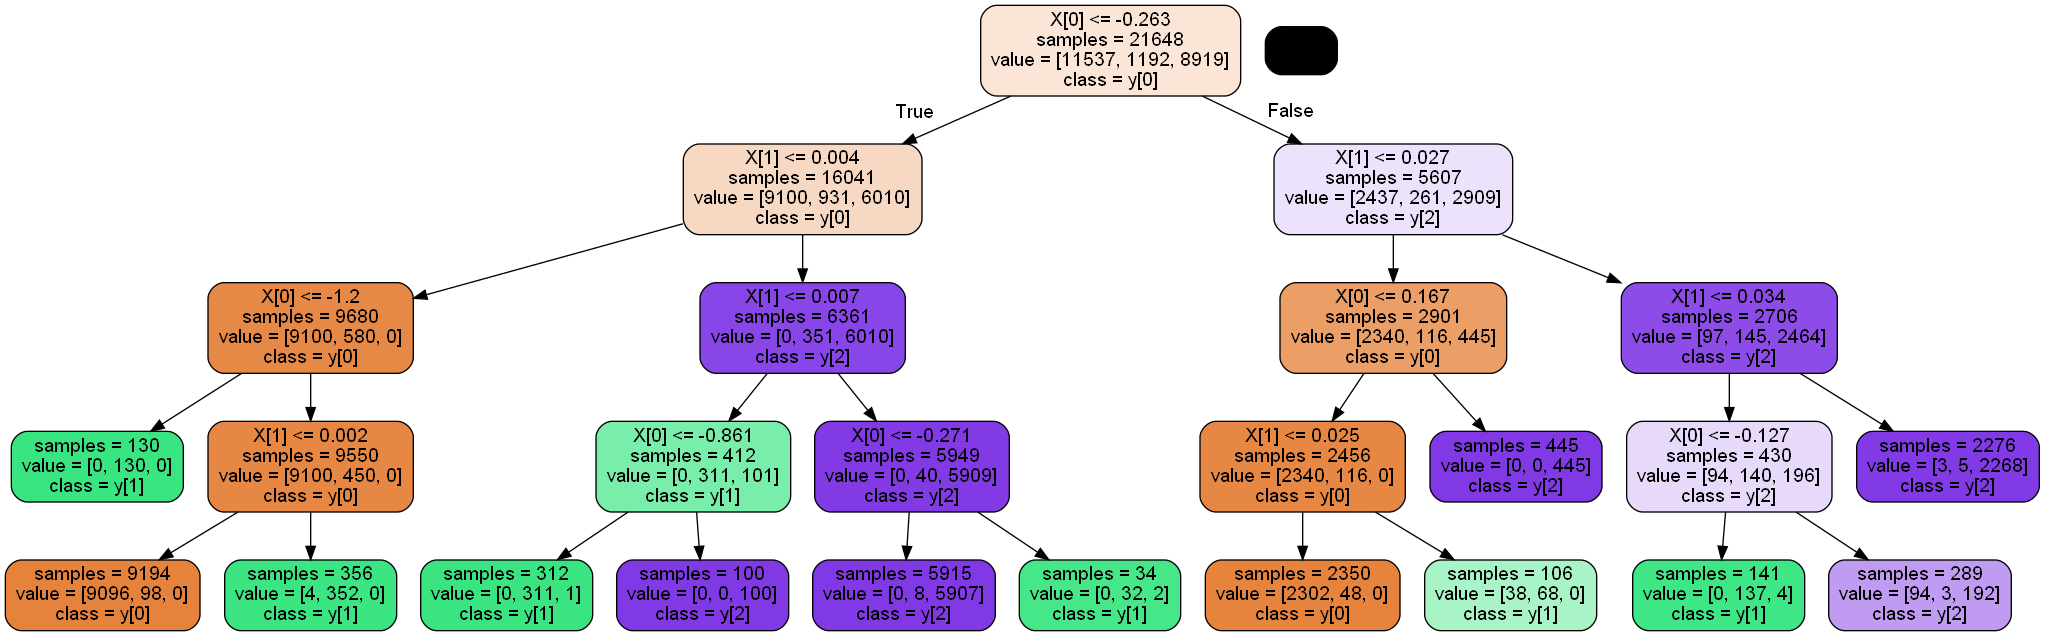 X[0] <= -0.263
samples = 21648
value = [11537, 1192, 8919]
class = y[0]
True
False
X[1] <= 0.004
samples = 16041
value = [9100, 931, 6010]
class = y[0]
X[1] <= 0.027
samples = 5607
value = [2437, 261, 2909]
class = y[2]
X[0] <= -1.2
samples = 9680
value = [9100, 580, 0]
class = y[0]
X[1] <= 0.007
samples = 6361
value = [0, 351, 6010]
class = y[2]
X[0] <= 0.167
samples = 2901
value = [2340, 116, 445]
class = y[0]
X[1] <= 0.034
samples = 2706
value = [97, 145, 2464]
class = y[2]
samples = 130
value = [0, 130, 0]
class = y[1]
X[1] <= 0.002
samples = 9550
value = [9100, 450, 0]
class = y[0]
X[0] <= -0.861
samples = 412
value = [0, 311, 101]
class = y[1]
X[0] <= -0.271
samples = 5949
value = [0, 40, 5909]
class = y[2]
X[1] <= 0.025
samples = 2456
value = [2340, 116, 0]
class = y[0]
samples = 445
value = [0, 0, 445]
class = y[2]
X[0] <= -0.127
samples = 430
value = [94, 140, 196]
class = y[2]
samples = 2276
value = [3, 5, 2268]
class = y[2]
samples = 9194
value = [9096, 98, 0]
class = y[0]
samples = 356
value = [4, 352, 0]
class = y[1]
samples = 312
value = [0, 311, 1]
class = y[1]
samples = 100
value = [0, 0, 100]
class = y[2]
samples = 5915
value = [0, 8, 5907]
class = y[2]
samples = 34
value = [0, 32, 2]
class = y[1]
samples = 2350
value = [2302, 48, 0]
class = y[0]
samples = 106
value = [38, 68, 0]
class = y[1]
samples = 141
value = [0, 137, 4]
class = y[1]
samples = 289
value = [94, 3, 192]
class = y[2]